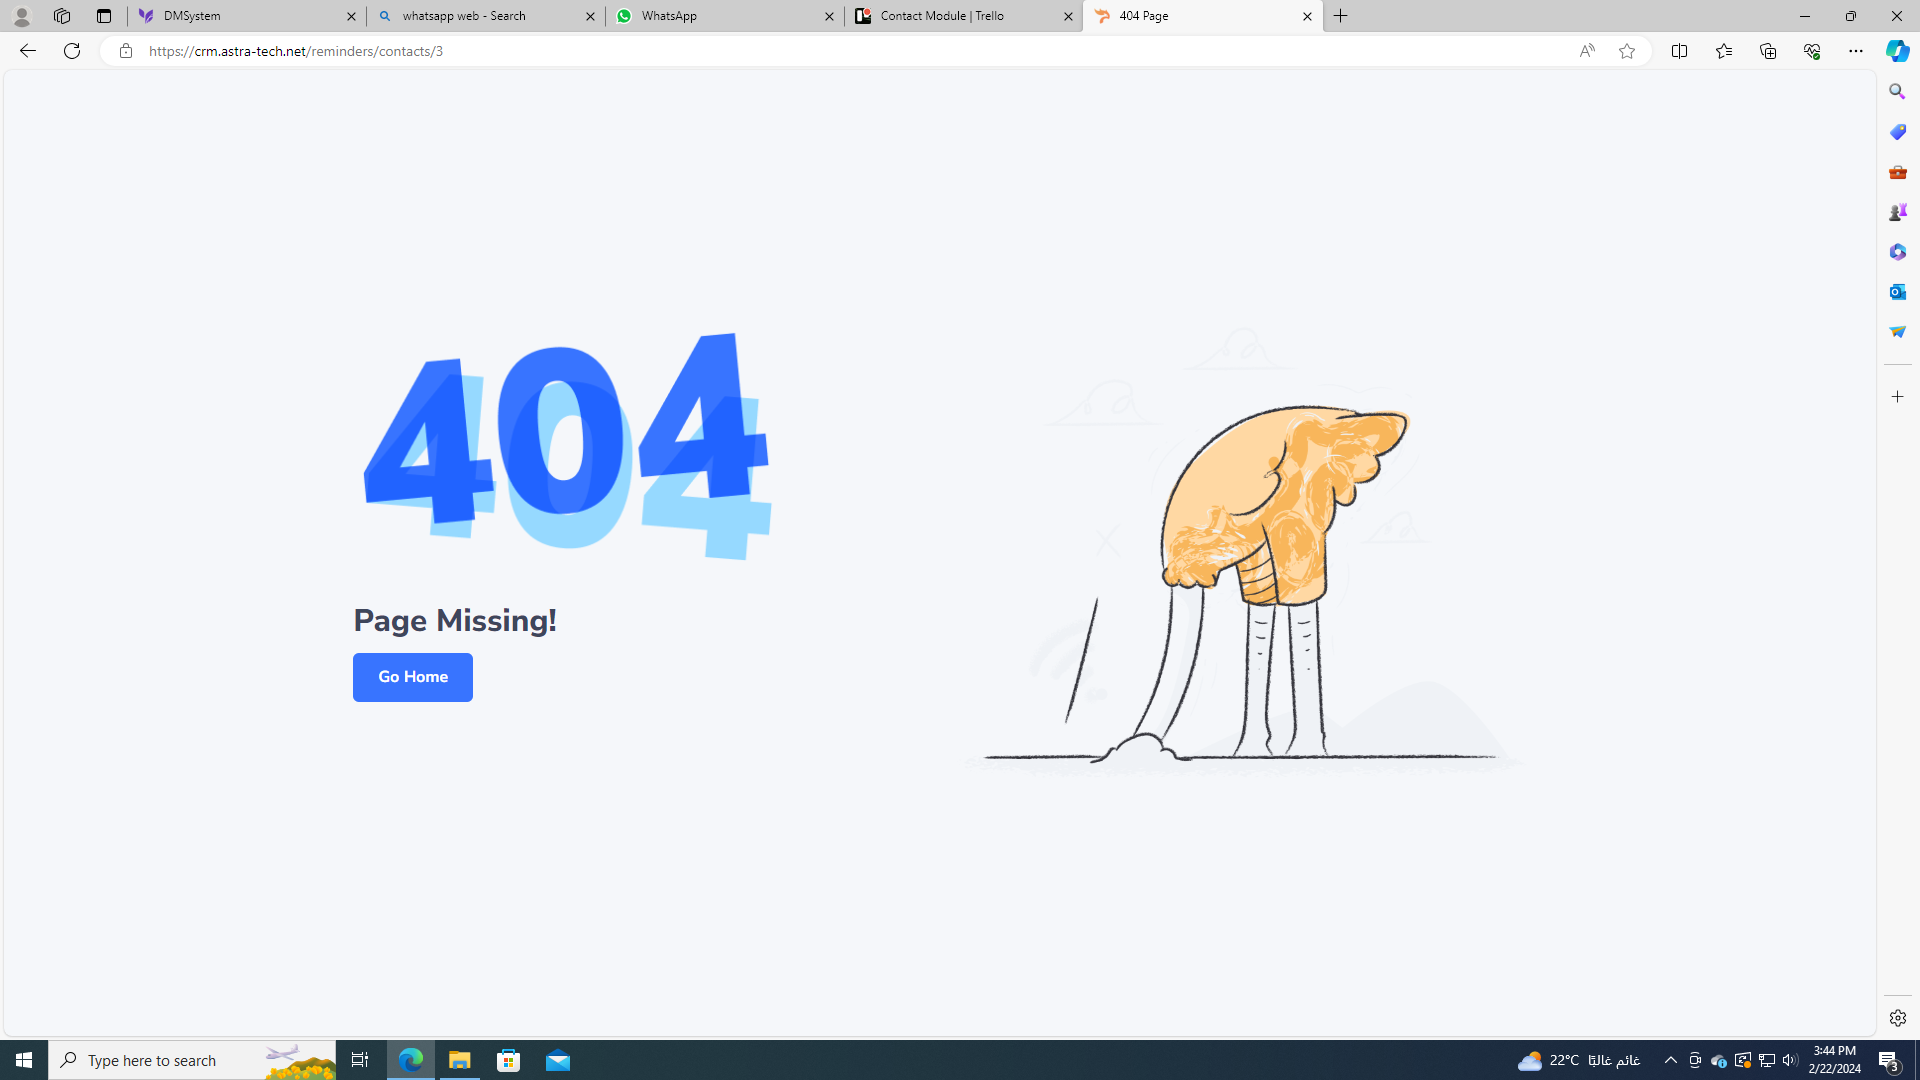 DMSystem
whatsapp web - Search
WhatsApp
Contact Module | Trello
404 Page
https://crm.astra-tech.net/reminders/contacts/3
404
Page Missing!
Go Home
Type here to search
22°C غائم غالبًا
3:44 PM
2/22/2024
3